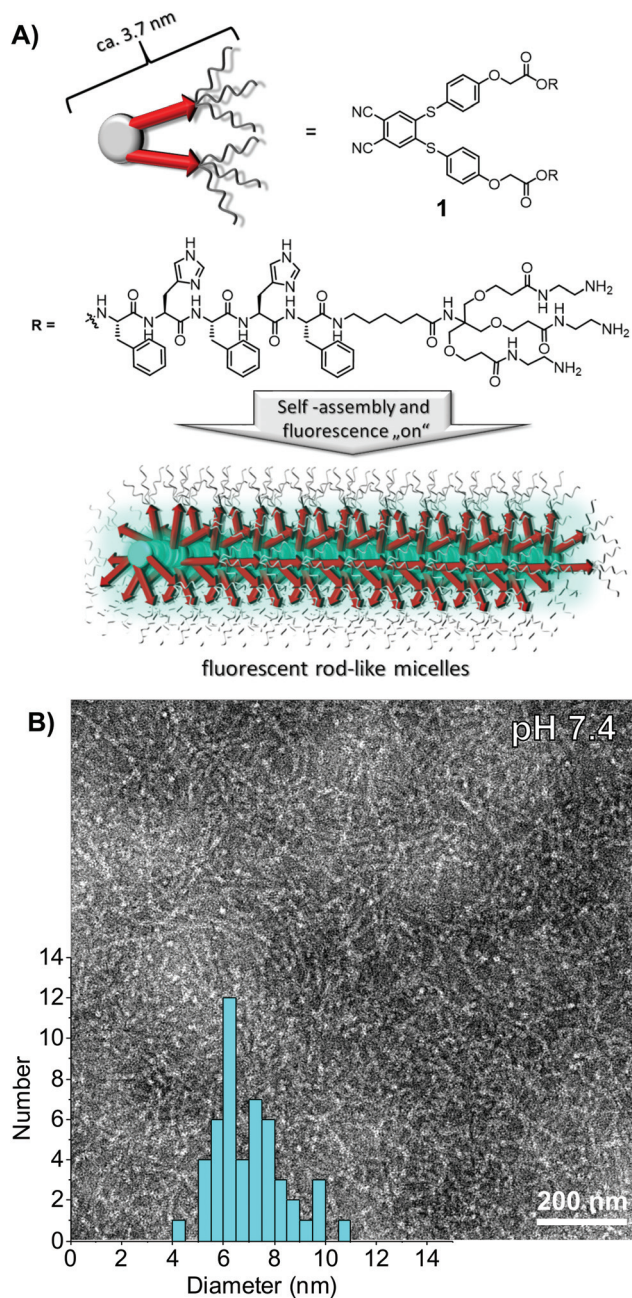 A)
ca. 3.7 nm
=
NC
NC
S
S
O
O
O
O
O
O
R
R
1
R =
HN
N
HN
N
H
N
O
N
H
O
H
N
O
N
H
O
H
N
O
N
H
O
N
H
O
O
O
O
N
H
NH2
O
N
H
NH2
O
H
N
NH2
Self -assembly and
fluorescence „on“
fluorescent rod-like micelles
B)
pH 7.4
14
12
10
8
6
4
2
0
Number
0 2 4 6 8 10 12 14
Diameter (nm)
200 nm